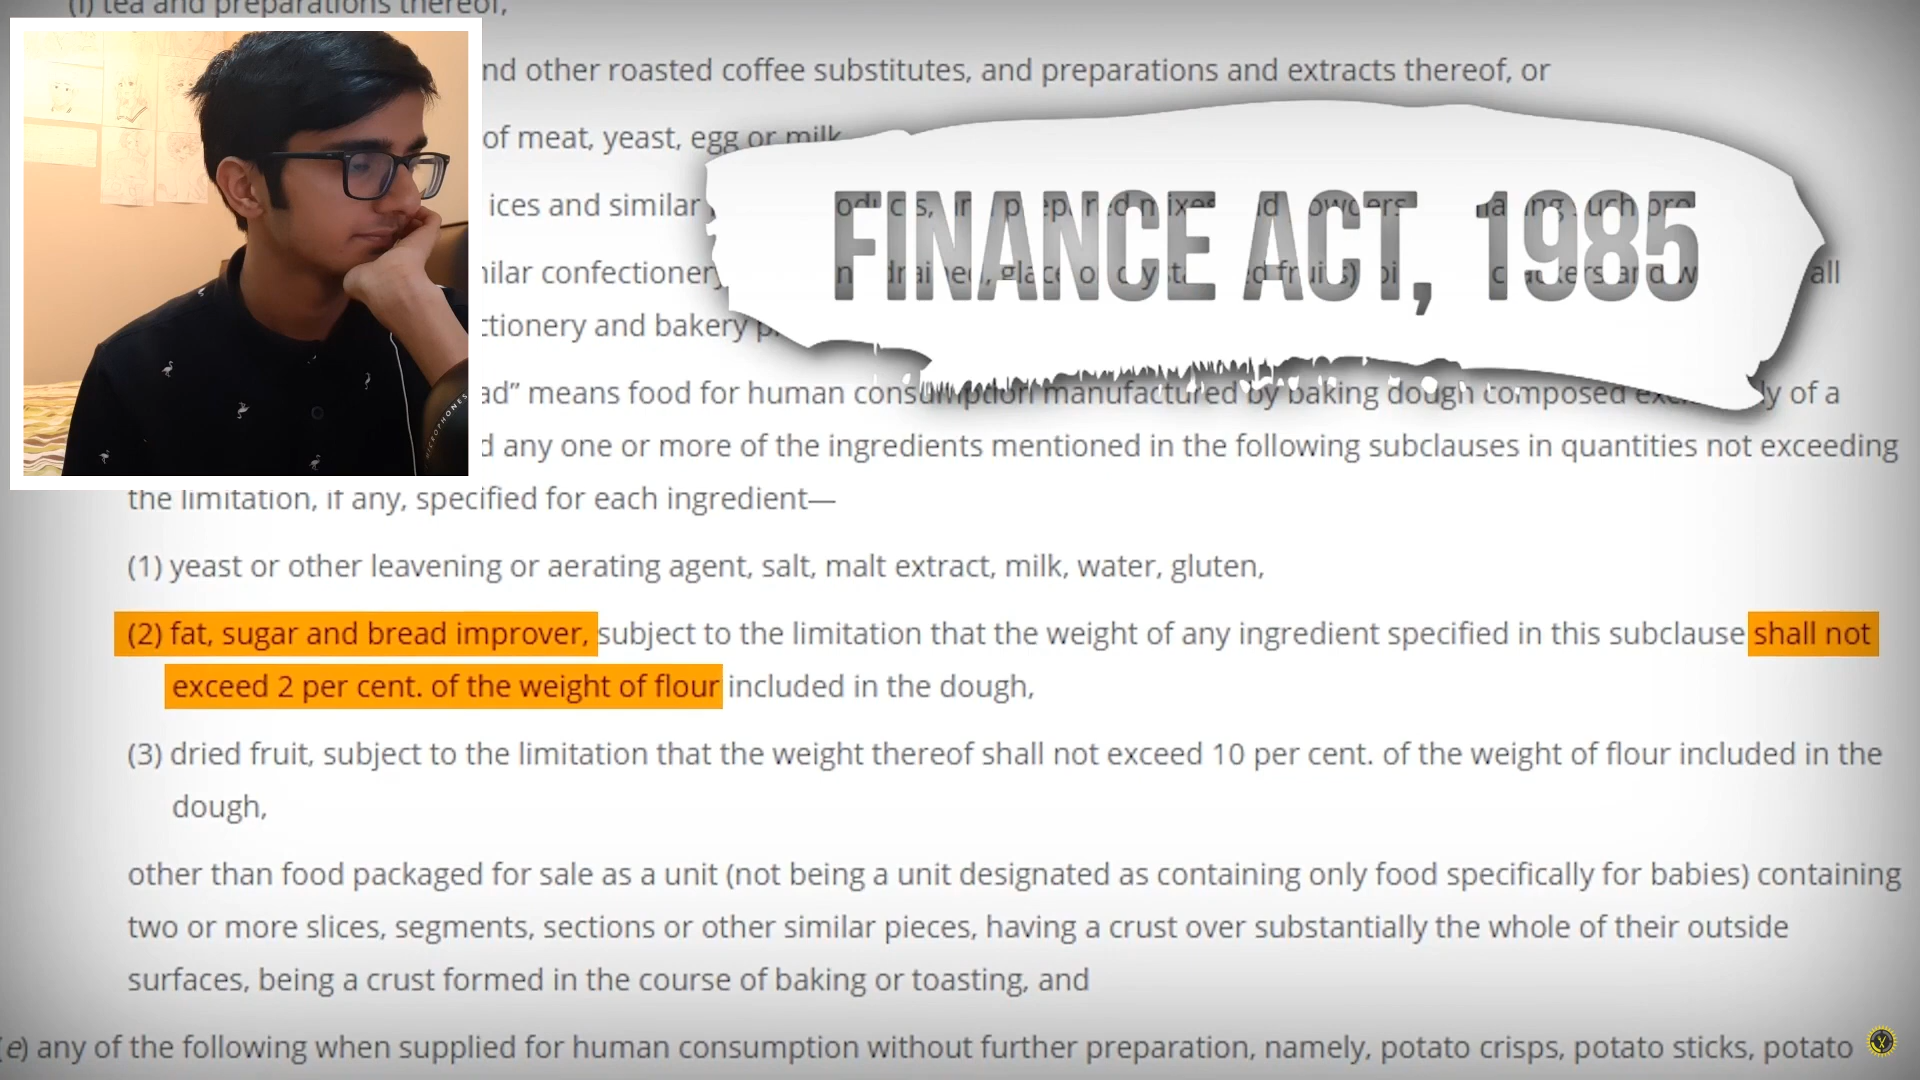 (i) tea and preparations thereof,
and other roasted coffee substitutes, and preparations and extracts thereof, or
of meat, yeast, egg or milk
FINANCE ACT, 1985
ices and similar
similar confectionery
all
and bakery
means food for human consumption manufactured by baking dough composed of a
any one or more of the ingredients mentioned in the following subclauses in quantities not exceeding
the limitation, if any, specified for each ingredient—
MICROPHONES
(1) yeast or other leavening or aerating agent, salt, malt extract, milk, water, gluten,
(2) fat, sugar and bread improver, subject to the limitation that the weight of any ingredient specified in this subclause shall not
exceed 2 per cent. of the weight of flour included in the dough,
(3) dried fruit, subject to the limitation that the weight thereof shall not exceed 10 per cent. of the weight of flour included in the
dough,
other than food packaged for sale as a unit (not being a unit designated as containing only food specifically for babies) containing
two or more slices, segments, sections or other similar pieces, having a crust over substantially the whole of their outside
surfaces, being a crust formed in the course of baking or toasting, and
(e) any of the following when supplied for human consumption without further preparation, namely, potato crisps, potato sticks, potato